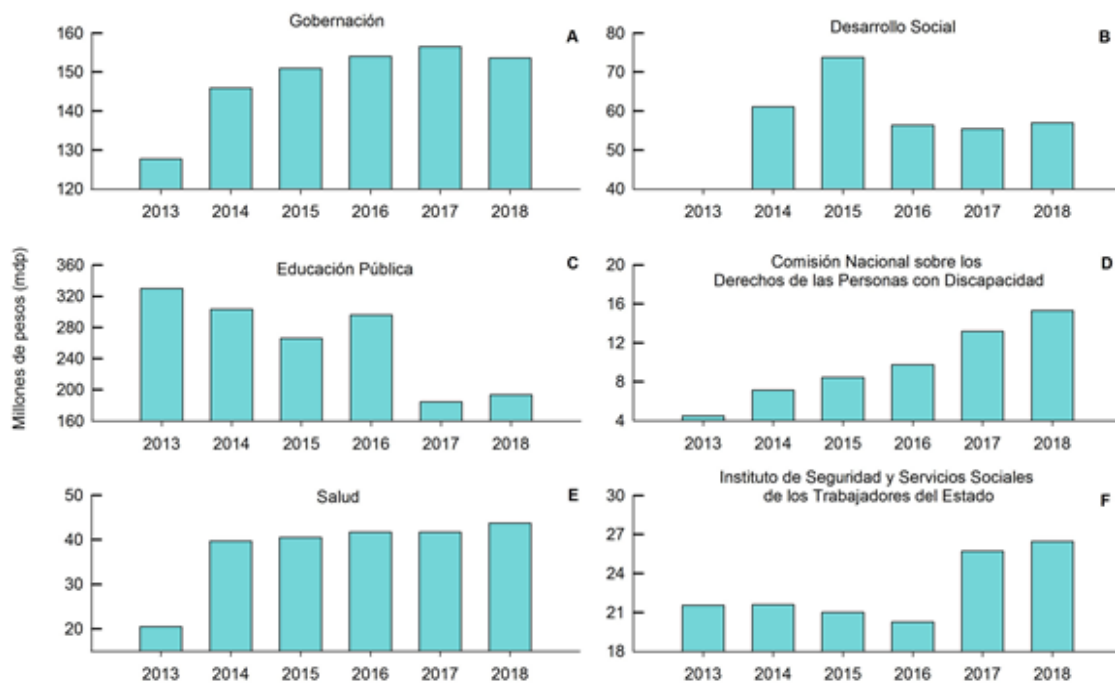 Millones de pesos (mdp)
Gobernación
A
160
150
140
130
120
2013 2014 2015 2016 2017 2018
Desarrollo Social
B
80
70
60
50
40
2013 2014 2015 2016 2017 2018
Educación Pública
C
360
320
280
240
200
160
2013 2014 2015 2016 2017 2018
Comisión Nacional sobre los
Derechos de las Personas con Discapacidad
D
20
16
12
8
4
2013 2014 2015 2016 2017 2018
Salud
E
50
40
30
20
2013 2014 2015 2016 2017 2018
Instituto de Seguridad y Servicios Sociales
de los Trabajadores del Estado
F
30
27
24
21
18
2013 2014 2015 2016 2017 2018